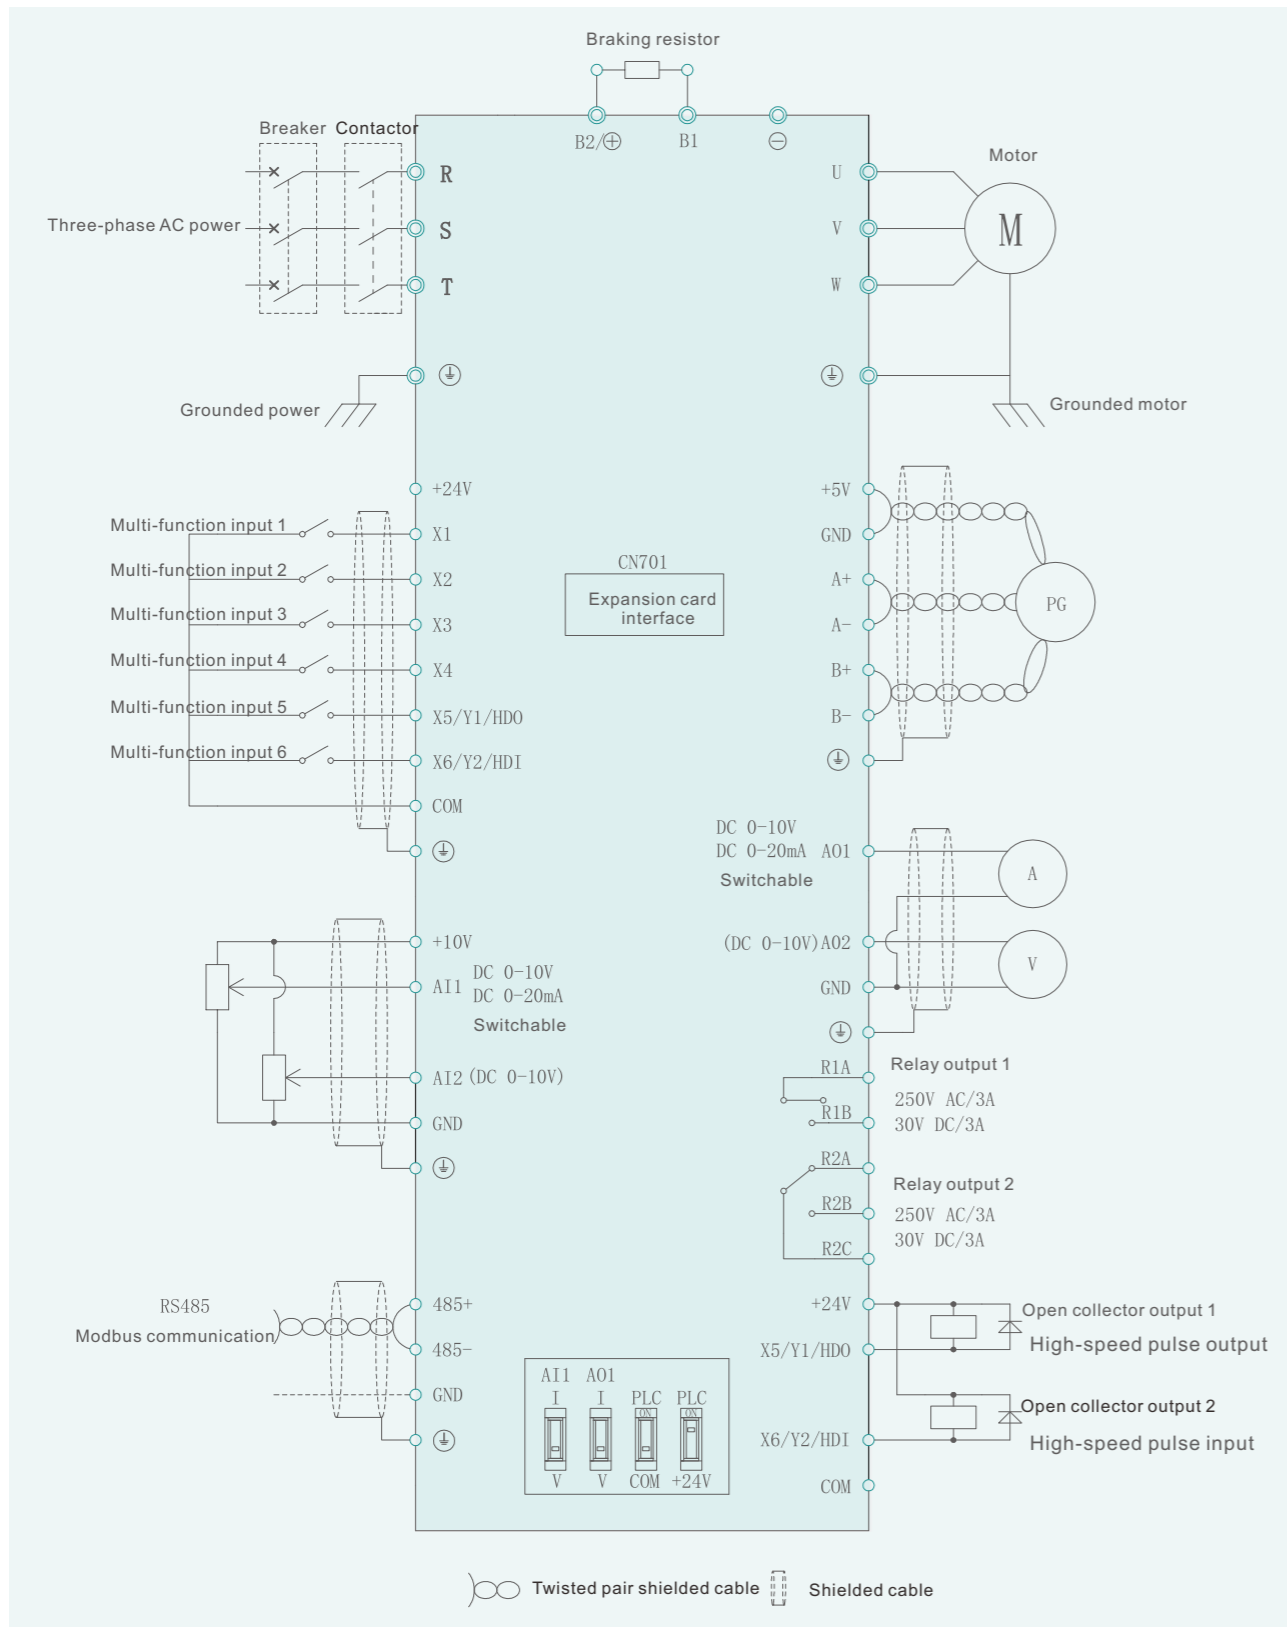 Braking resistor
B2/⊕
B1
⊖
Breaker
Contactor
Motor
R
U
Three-phase AC power
S
V
M
T
W
Grounded power
Grounded motor
+24V
+5V
Multi-function input 1
X1
GND
CN701
Multi-function input 2
X2
A+
Expansion card
interface
PG
Multi-function input 3
X3
A-
Multi-function input 4
X4
B+
Multi-function input 5
X5/Y1/HDO
B-
Multi-function input 6
X6/Y2/HDI
COM
DC 0-10V
DC 0-20mA AO1
Switchable
A
+10V
(DC 0-10V)AO2
V
AI1
DC 0-10V
DC 0-20mA
Switchable
GND
R1A
Relay output 1
AI2 (DC 0-10V)
250V AC/3A
R1B
30V DC/3A
GND
R2A
Relay output 2
R2B
250V AC/3A
30V DC/3A
R2C
RS485
Modbus communication
485+
485-
GND
+24V
Open collector output 1
X5/Y1/HDO
High-speed pulse output
AI1 AO1
I I PLC PLC
ON ON
V V COM +24V
Open collector output 2
X6/Y2/HDI
High-speed pulse input
COM
Twisted pair shielded cable
Shielded cable